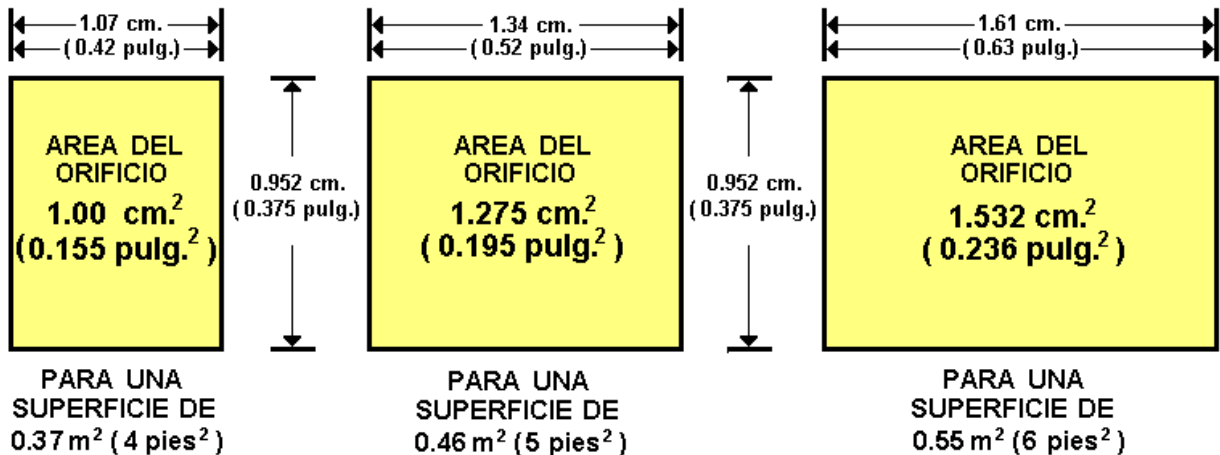 1.07 cm.
(0.42 pulg.)
AREA DEL
ORIFICIO
1.00 cm.²
(0.155 pulg.²)
PARA UNA
SUPERFICIE DE
0.37 m² (4 pies²)
0.952 cm.
(0.375 pulg.)
1.34 cm.
(0.52 pulg.)
AREA DEL
ORIFICIO
1.275 cm.²
(0.195 pulg.²)
PARA UNA
SUPERFICIE DE
0.46 m² (5 pies²)
0.952 cm.
(0.375 pulg.)
1.61 cm.
(0.63 pulg.)
AREA DEL
ORIFICIO
1.532 cm.²
(0.236 pulg.²)
PARA UNA
SUPERFICIE DE
0.55 m² (6 pies²)